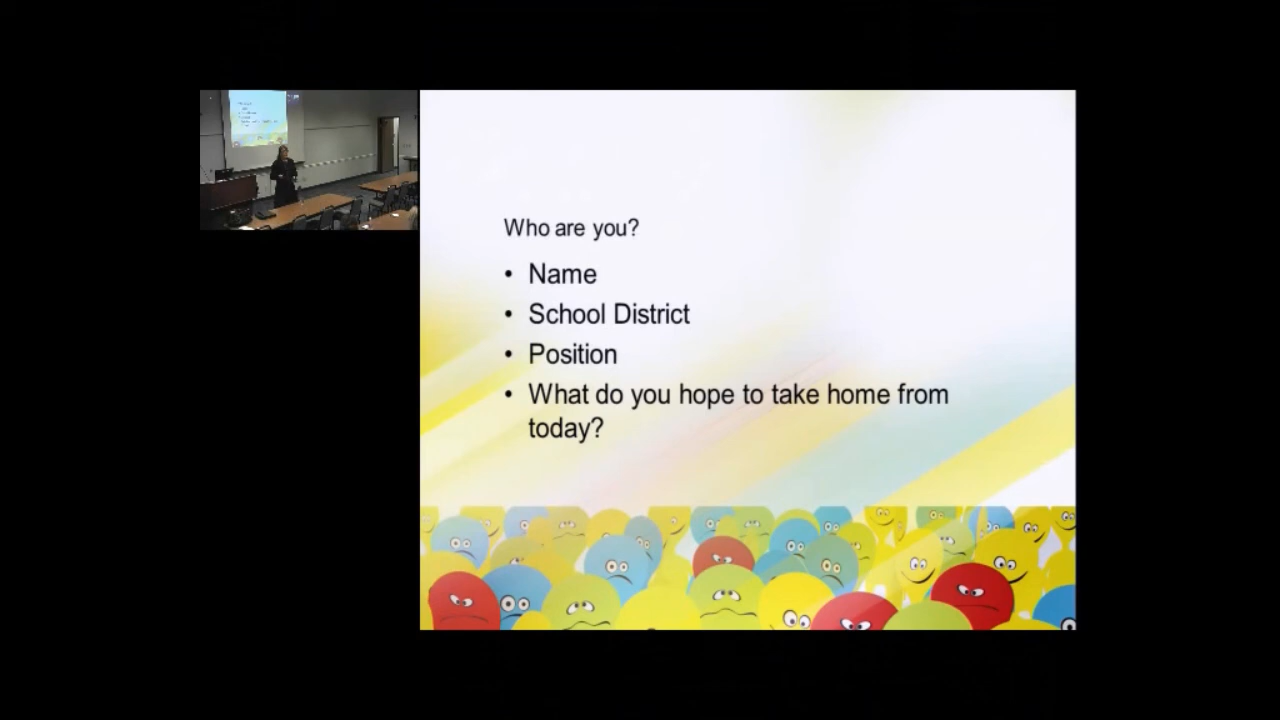 Who are you?
• Name
• School District
• Position
• What do you hope to take home from
today?